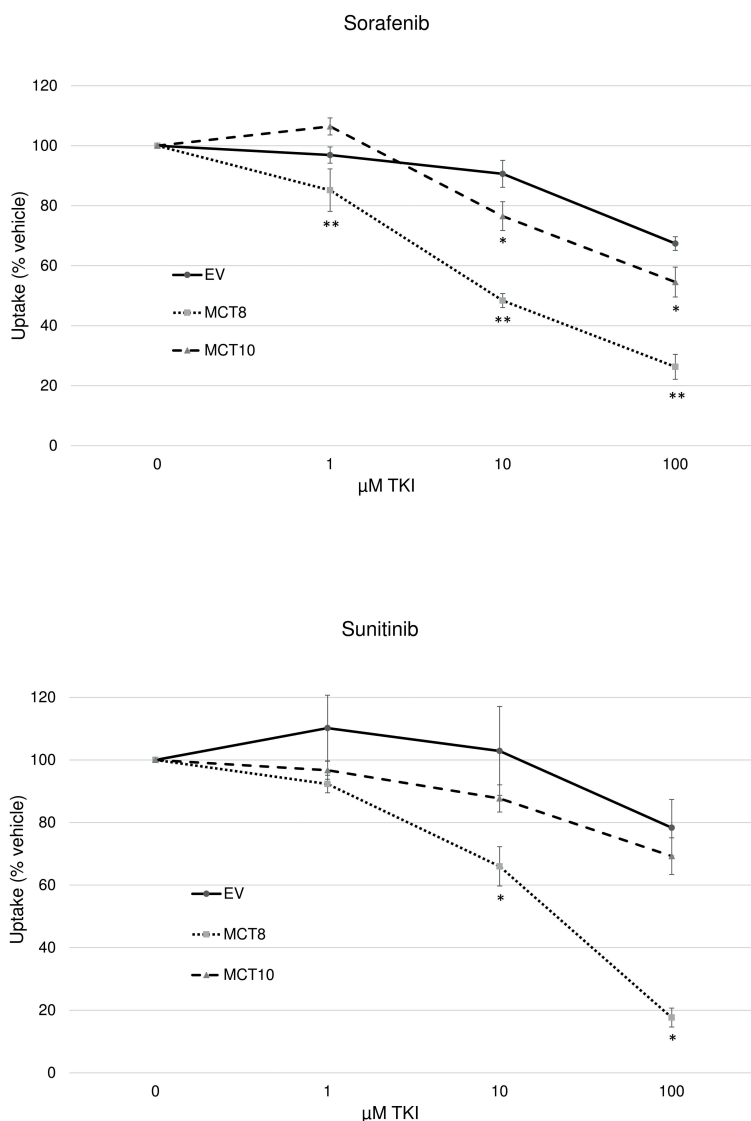 Sorafenib
120
100
80
60
40
20
0
Uptake (% vehicle)
**
*
**
*
**
EV
MCT8
MCT10
0 1 10 100
µM TKI
Sunitinib
120
100
80
60
40
20
0
Uptake (% vehicle)
*
*
EV
MCT8
MCT10
0 1 10 100
µM TKI